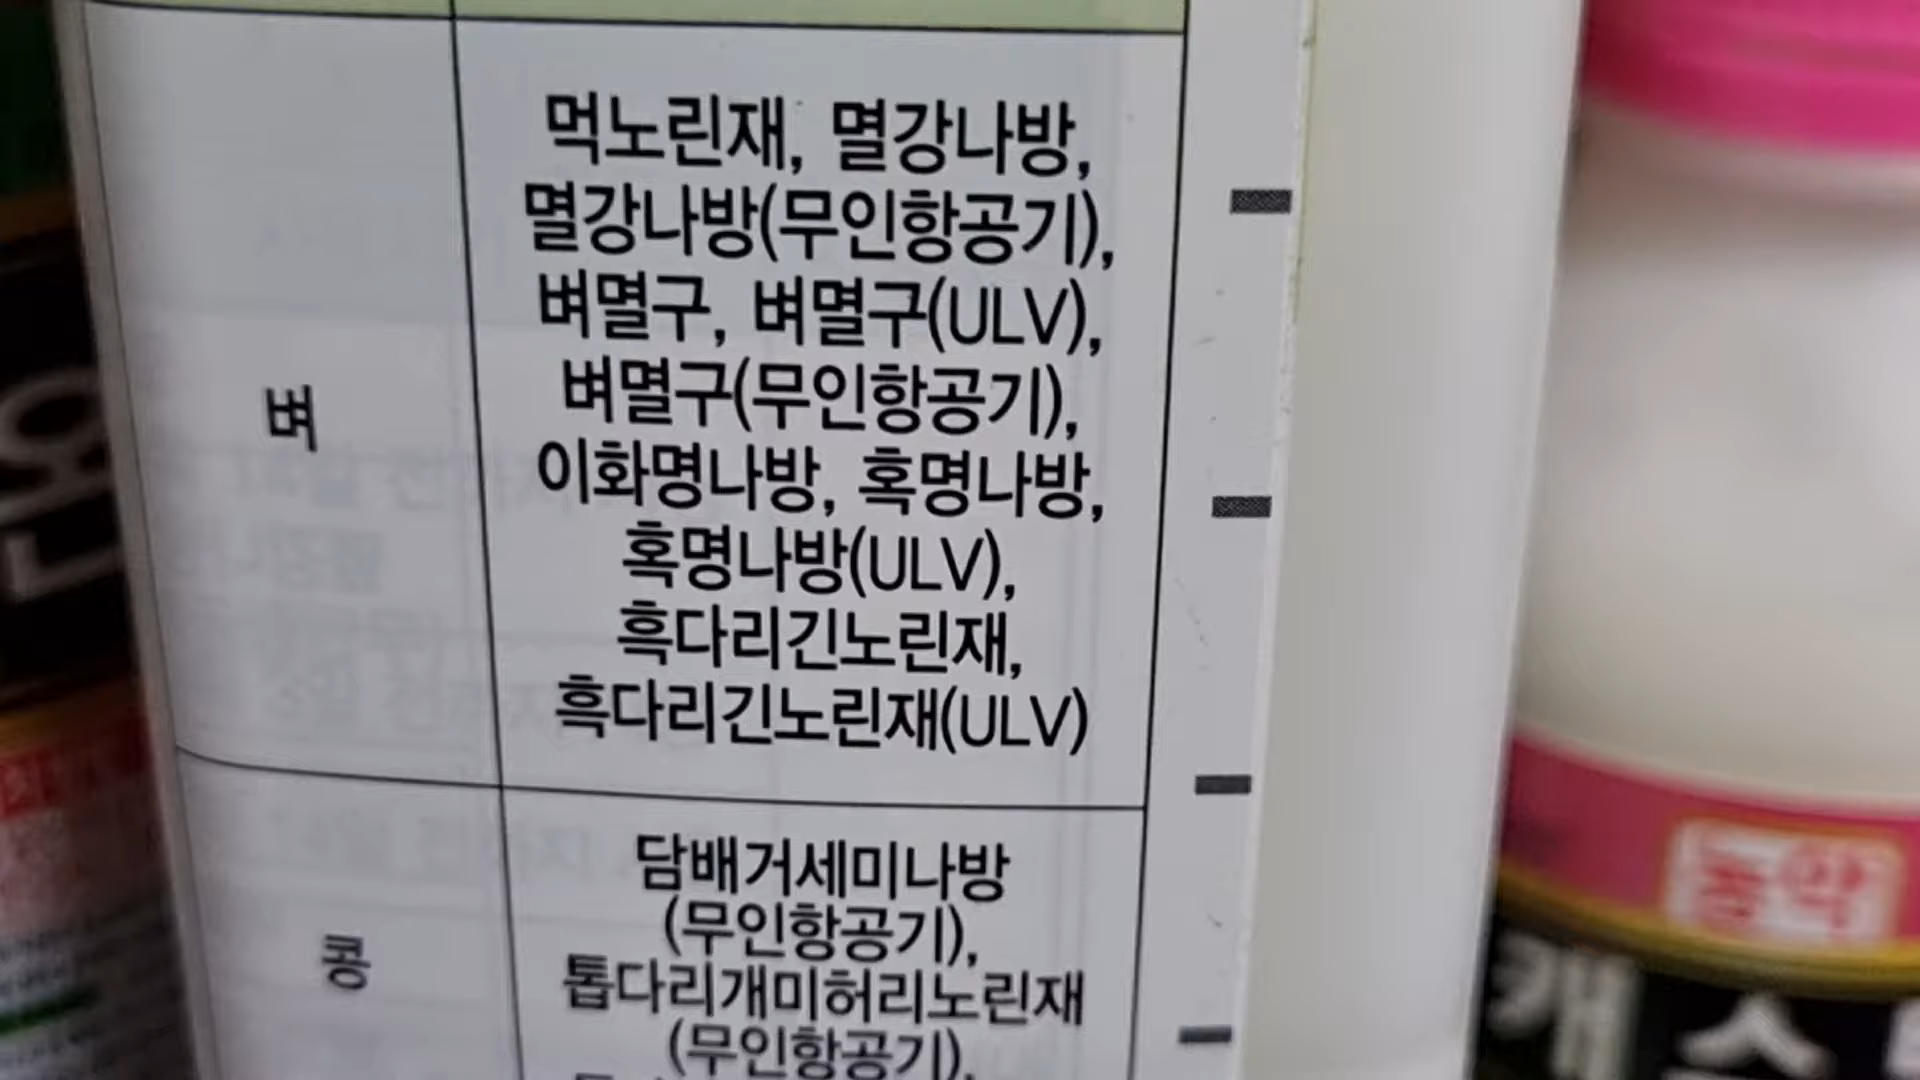 벼
먹노린재, 멸강나방,
멸강나방(무인항공기),
벼멸구, 벼멸구(ULV),
벼멸구(무인항공기),
이화명나방, 혹명나방,
혹명나방(ULV),
흑다리긴노린재,
흑다리긴노린재(ULV)
콩
담배거세미나방
(무인항공기),
톱다리개미허리노린재
(무인항공기),
농약
캐스